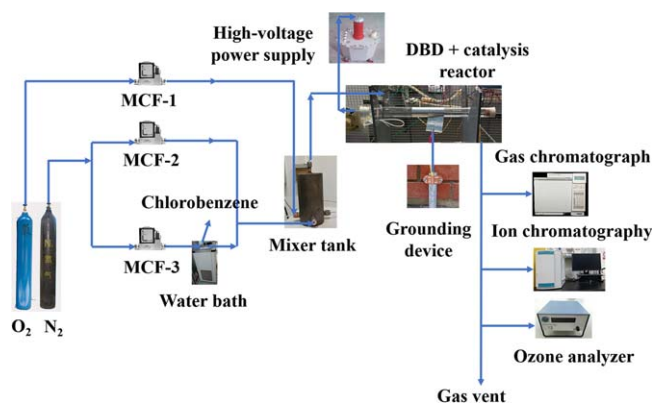 High-voltage
power supply
DBD + catalysis
reactor
MCF-1
MCF-2
Chlorobenzene
MCF-3
Water bath
Mixer tank
Grounding
device
Gas chromatograph
Ion chromatography
Ozone analyzer
O₂ N₂
Gas vent